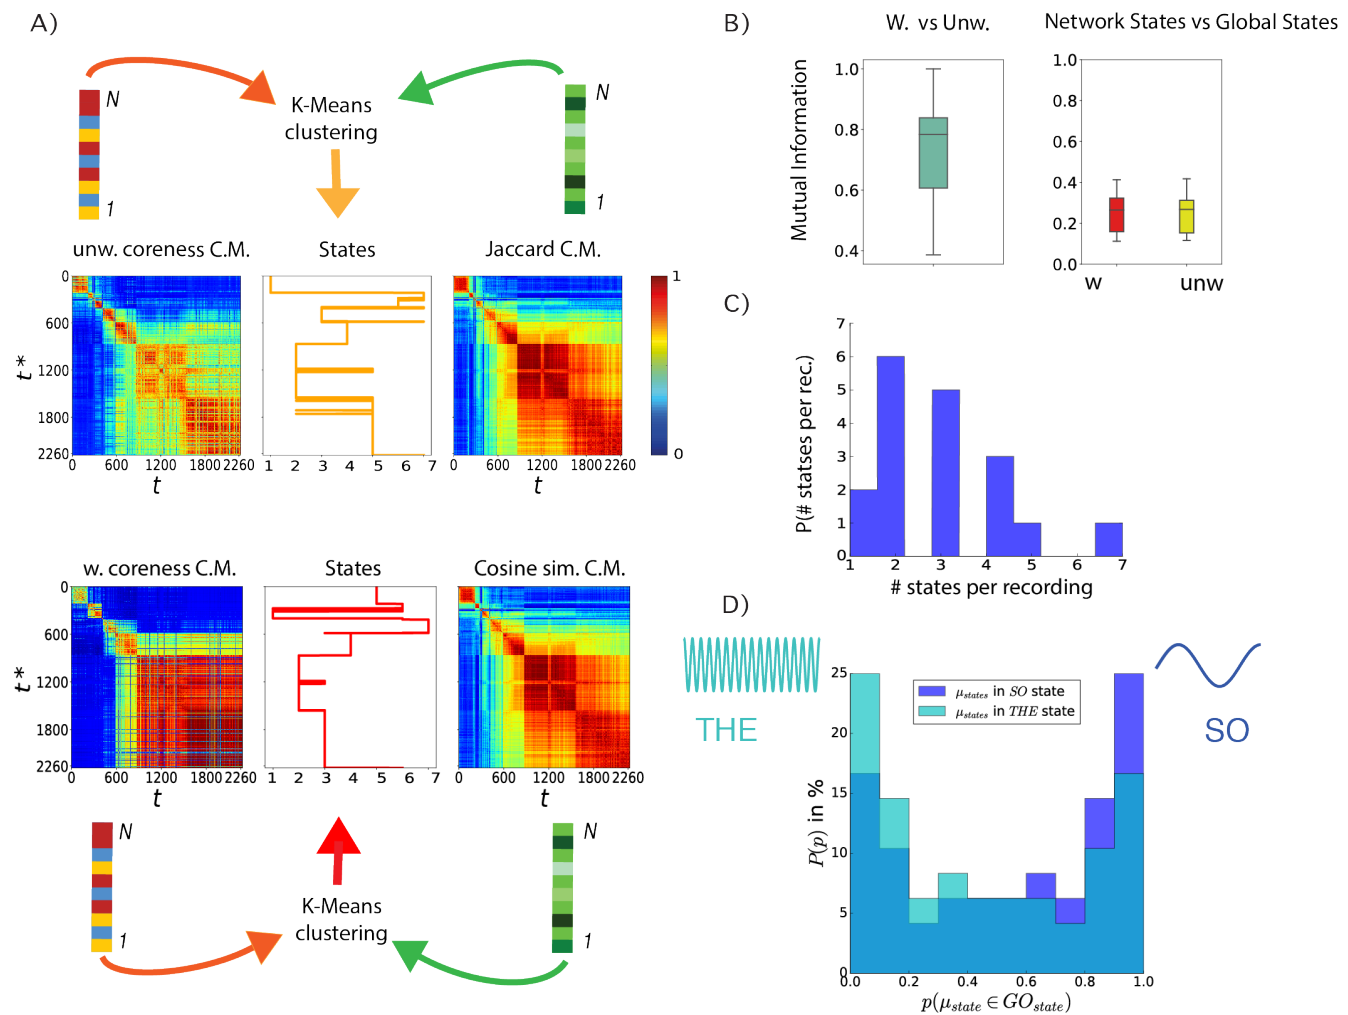 A)
N
1
K-Means
clustering
N
1
unw. coreness C.M.
States
Jaccard C.M.
0
600
1200
1800
2260
t*
0 600 1200 1800 2260
t
1 2 3 4 5 6 7
0 600 1200 1800 2260
t
1
0
w. coreness C.M.
States
Cosine sim. C.M.
0
600
1200
1800
2260
t*
0 600 1200 1800 2260
t
1 2 3 4 5 6 7
0 600 1200 1800 2260
t
N
1
K-Means
clustering
N
1
B)
W. vs Unw.
Network States vs Global States
Mutual Information
1.0
0.8
0.6
0.4
1.0
0.8
0.6
0.4
0.2
0.0
w unw
C)
P(# statses per rec.)
7
6
5
4
3
2
1
0
1 2 3 4 5 6 7
# states per recording
D)
THE
SO
μstates in SO state
μstates in THE state
P(p) in %
25
20
15
10
5
0
0.0 0.2 0.4 0.6 0.8 1.0
p(μstate ∈ GOstate)